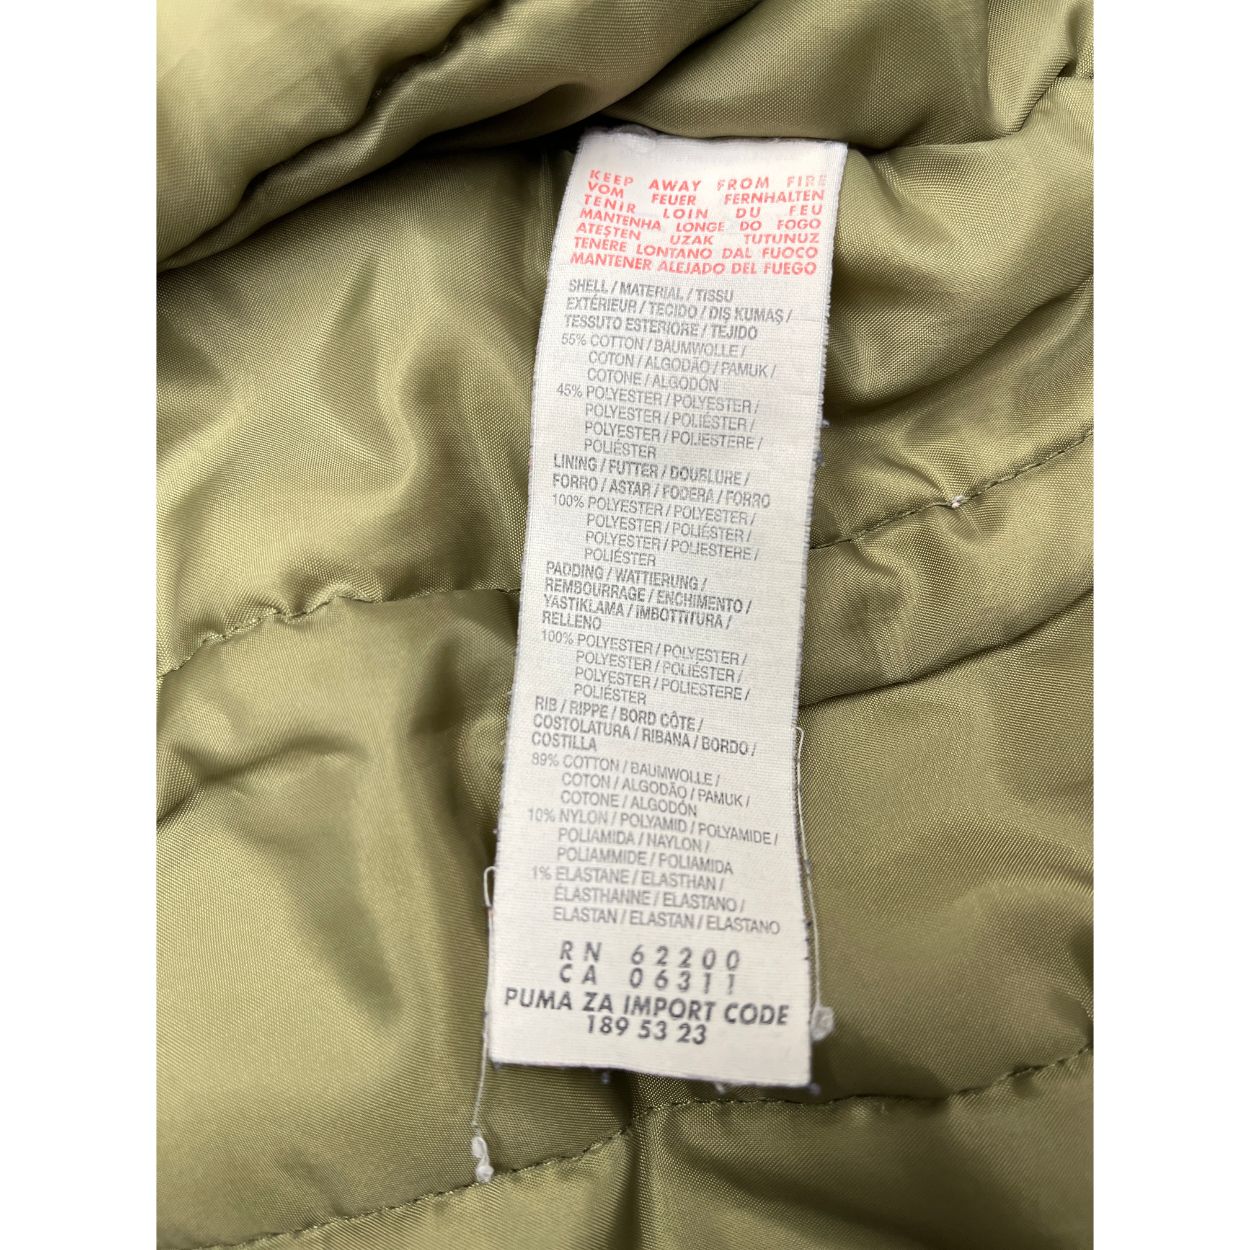 KEEP AWAY FROM FIRE
VOM FEUER FERNHALTEN
TENIR LOIN DU FEU
MANTENHA LONGE DO FOGO
ATEŞTEN UZAK TUTUNUZ
TENERE LONTANO DAL FUOCO
MANTENER ALEJADO DEL FUEGO
SHELL / MATERIAL / TISSU
EXTÉRIEUR / TECIDO / DIŞ KUMAŞ /
TESSUTO ESTERIORE / TEJIDO
55% COTTON / BAUMWOLLE /
COTON / ALGODÃO / PAMUK /
COTONE / ALGODÓN
45% POLYESTER / POLYESTER /
POLYESTER / POLIÉSTER /
POLYESTER / POLIESTERE /
POLIÉSTER
LINING / FUTTER / DOUBLURE /
FORRO / ASTAR / FODERA / FORRO
100% POLYESTER / POLYESTER /
POLYESTER / POLIÉSTER /
POLYESTER / POLIESTERE /
POLIÉSTER
PADDING / WATTIERUNG /
REMBOURRAGE / ENCHIMENTO /
YASTIKLAMA / IMBOTTITURA /
RELLENO
100% POLYESTER / POLYESTER /
POLYESTER / POLIÉSTER /
POLYESTER / POLIESTERE /
POLIÉSTER
RIB / RIPPE / BORD CÔTE /
COSTOLATURA / RIBANA / BORDO /
COSTILLA
89% COTTON / BAUMWOLLE /
COTON / ALGODÃO / PAMUK /
COTONE / ALGODÓN
10% NYLON / POLYAMID / POLYAMIDE /
POLIAMIDA / NAYLON /
POLIAMMIDE / POLIAMIDA
1% ELASTANE / ELASTHAN /
ÉLASTHANNE / ELASTANO /
ELASTAN / ELASTAN / ELASTANO
RN 62200
CA 06311
PUMA ZA IMPORT CODE
189 53 23